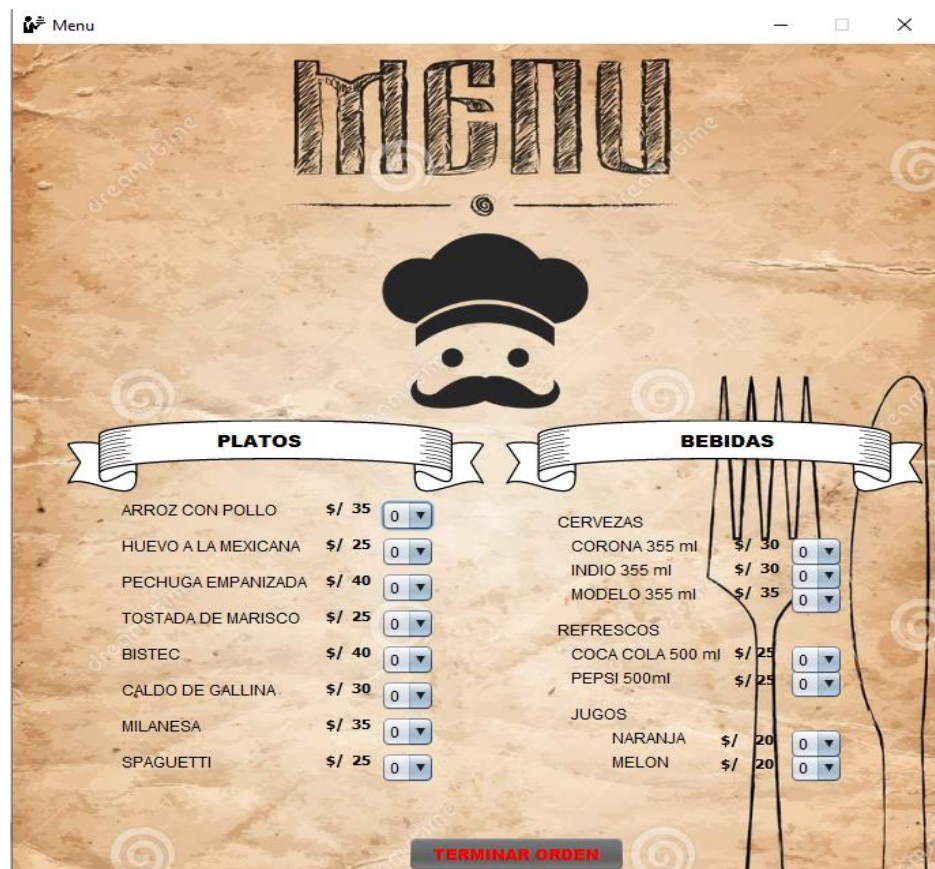 Menu
MENU
dreamstime
PLATOS
ARROZ CON POLLO S/ 35 0
HUEVO A LA MEXICANA S/ 25 0
PECHUGA EMPANIZADA S/ 40 0
TOSTADA DE MARISCO S/ 25 0
BISTEC S/ 40 0
CALDO DE GALLINA S/ 30 0
MILANESA S/ 35 0
SPAGUETTI S/ 25 0
BEBIDAS
CERVEZAS
CORONA 355 ml S/ 30 0
INDIO 355 ml S/ 30 0
MODELO 355 ml S/ 35 0
REFRESCOS
COCA COLA 500 ml S/ 25 0
PEPSI 500ml S/ 25 0
JUGOS
NARANJA S/ 20 0
MELON S/ 20 0
TERMINAR ORDEN